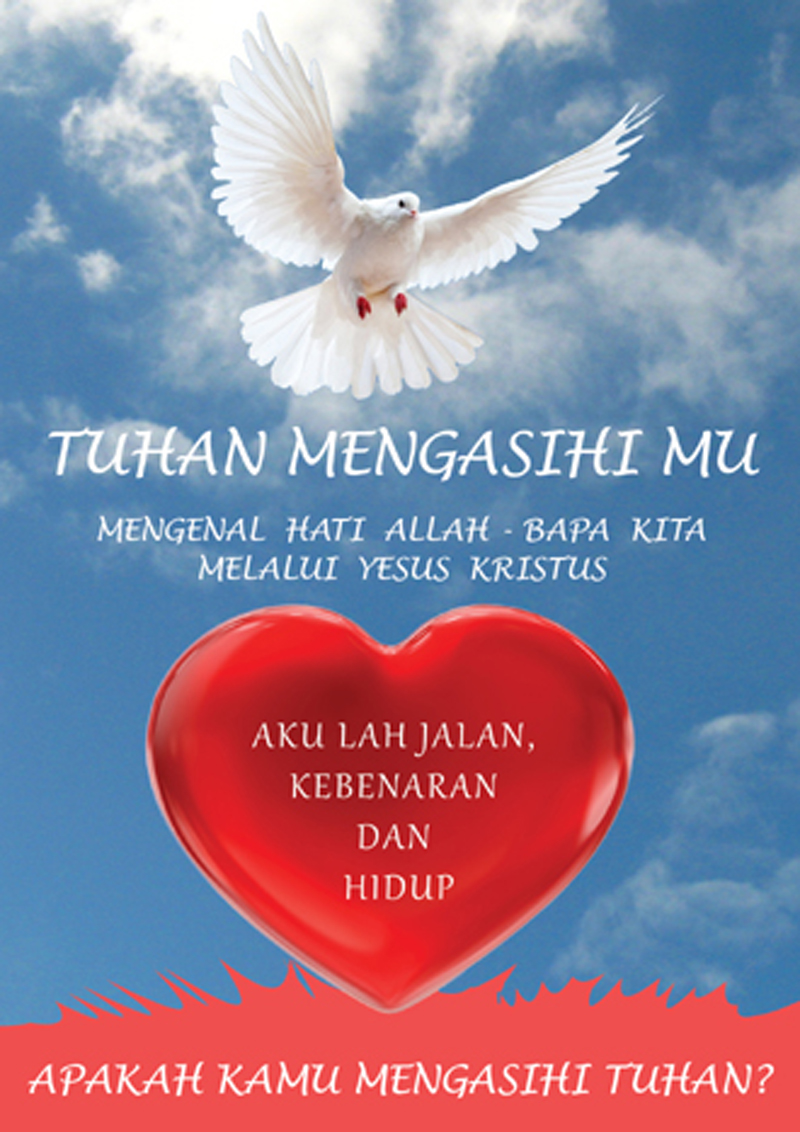 TUHAN MENGASIHI MU
MENGENAL HATI ALLAH - BAPA KITA
MELALUI YESUS KRISTUS
AKU LAH JALAN,
KEBENARAN
DAN
HIDUP
APAKAH KAMU MENGASIHI TUHAN?